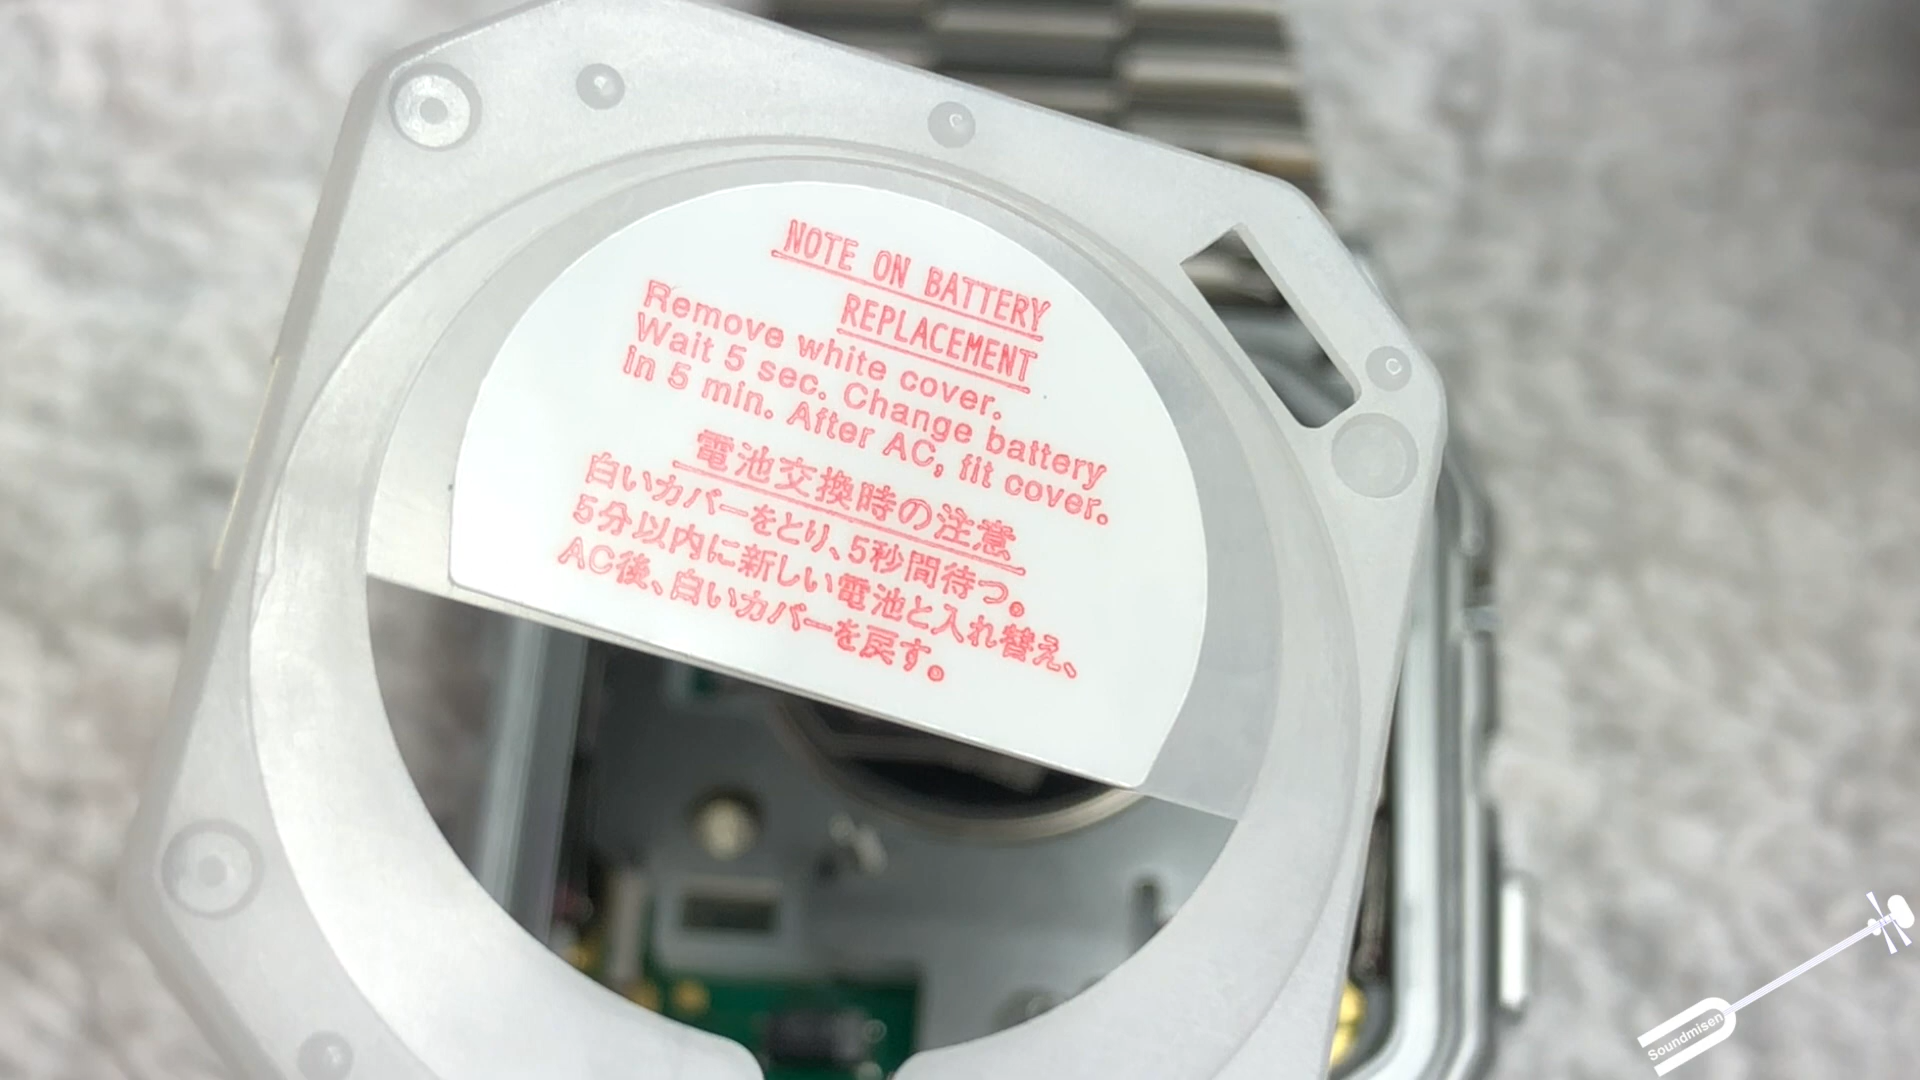 NOTE ON BATTERY
REPLACEMENT
Remove white cover.
Wait 5 sec. Change battery
in 5 min. After AC, fit cover.
電池交換時の注意
白いカバーをとり、5秒間待つ。
5分以内に新しい電池と入れ替え、
AC後、白いカバーを戻す。
Soundmisen